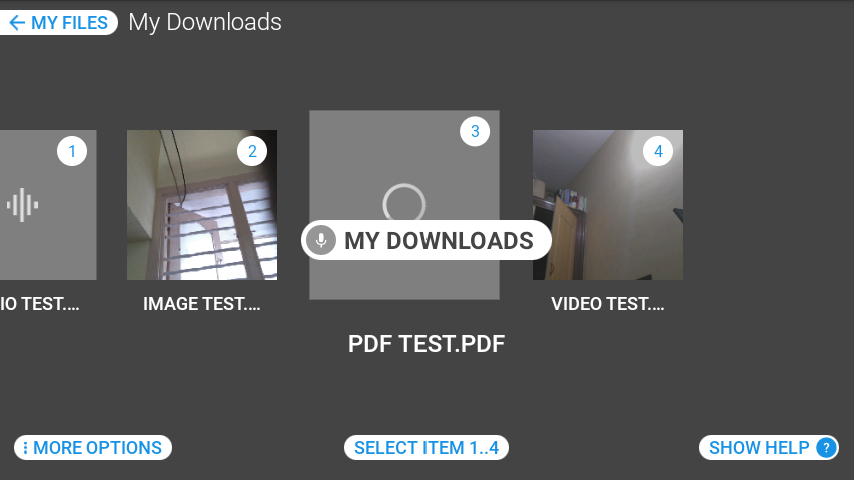 MY FILES
My Downloads
1
2
3
4
MY DOWNLOADS
IO TEST....
IMAGE TEST....
VIDEO TEST....
PDF TEST.PDF
MORE OPTIONS
SELECT ITEM 1..4
SHOW HELP ?